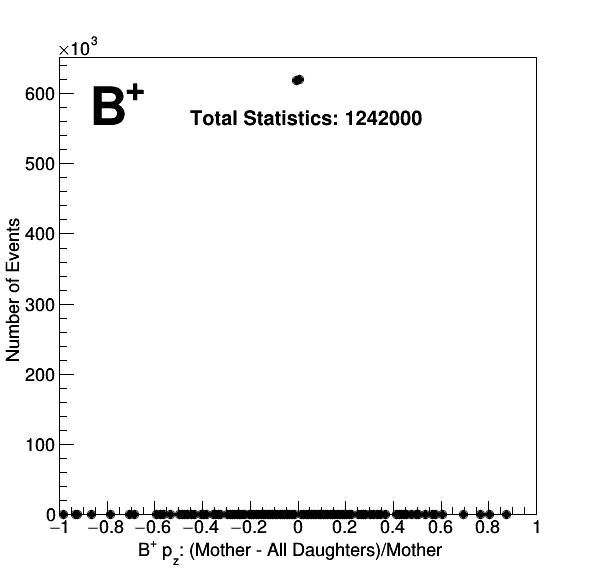 ×10³
600
B⁺
Total Statistics: 1242000
500
400
300
200
100
0
Number of Events
−1 −0.8 −0.6 −0.4 −0.2 0 0.2 0.4 0.6 0.8 1
B⁺ p_z: (Mother - All Daughters)/Mother